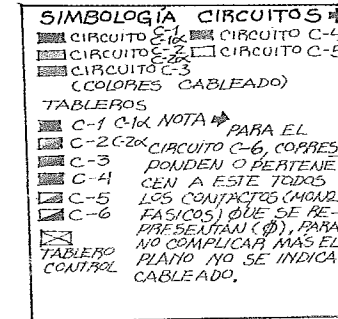 SIMBOLOGÍA CIRCUITOS
CIRCUITO C-1 C-1α CIRCUITO C-4
CIRCUITO C-2 C-2α CIRCUITO C-5
CIRCUITO C-3
(COLORES CABLEADO)
TABLEROS
C-1 C-1α NOTA PARA EL
C-2 C-2α CIRCUITO C-6, CORRES
C-3 PONDEN O PERTENE
C-4 CEN A ESTE TODOS
C-5 LOS CONTACTOS (MONO
C-6 FASICOS) QUE SE RE-
PRESENTAN (Ø), PARA
NO COMPLICAR MAS EL
TABLERO PLANO NO SE INDICA
CONTROL CABLEADO.